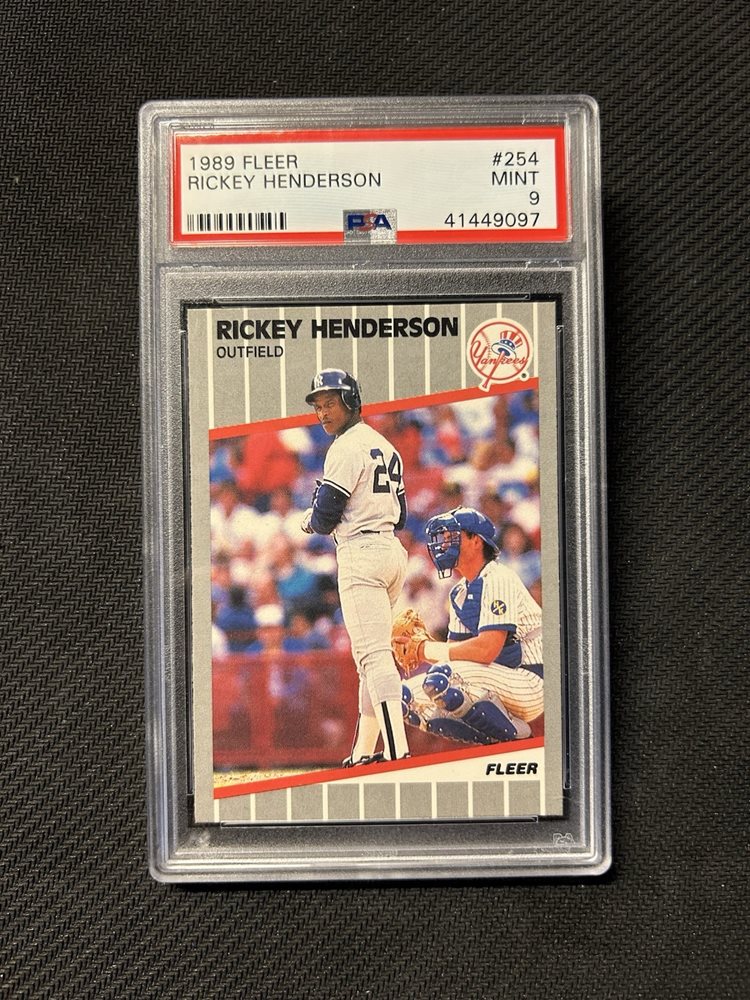 1989 FLEER #254
RICKEY HENDERSON MINT
9
PSA 41449097
RICKEY HENDERSON
OUTFIELD
Yankees
24
FLEER